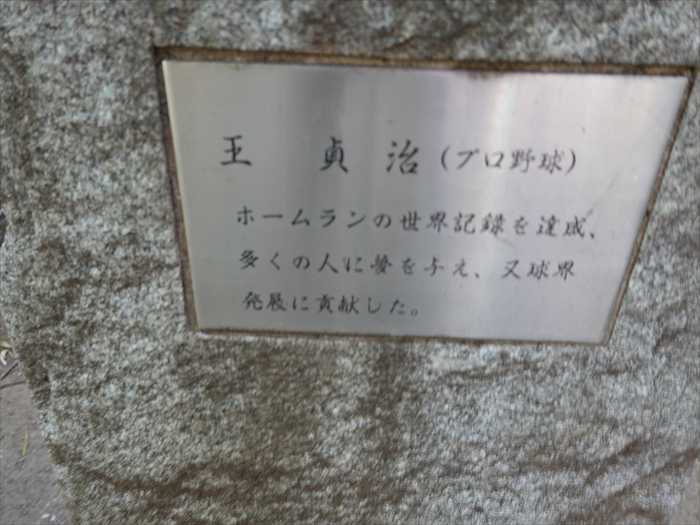 王 貞 治(プロ野球)
ホームランの世界記録を達成、
多くの人に夢を与え、又球界
発展に貢献した。